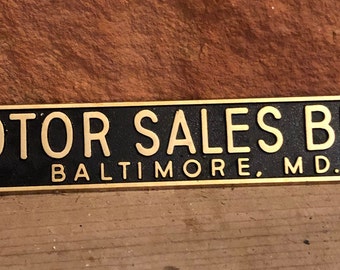 OTOR SALES B
BALTIMORE, MD.